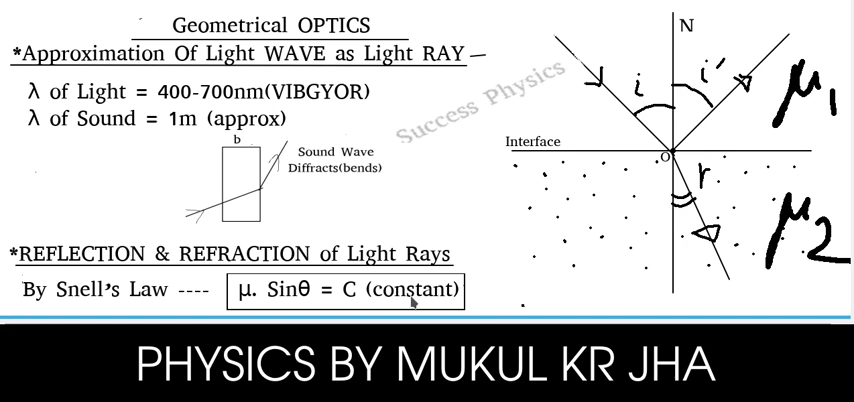 Geometrical OPTICS
*Approximation Of Light WAVE as Light RAY
λ of Light = 400-700nm(VIBGYOR)
λ of Sound = 1m (approx)
b
Sound Wave
Diffracts(bends)
*REFLECTION & REFRACTION of Light Rays
By Snell's Law ---- μ. Sinθ = C (constant)
Success Physics
N
i i'
μ1
Interface
O
r
μ2
PHYSICS BY MUKUL KR JHA